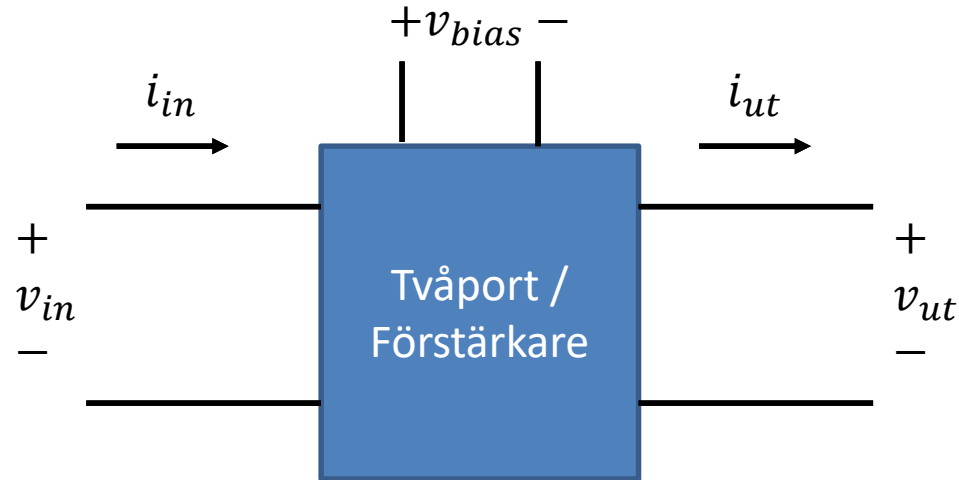 +v_bias −
i_in
i_ut
+
v_in
−
Tvåport /
Förstärkare
+
v_ut
−